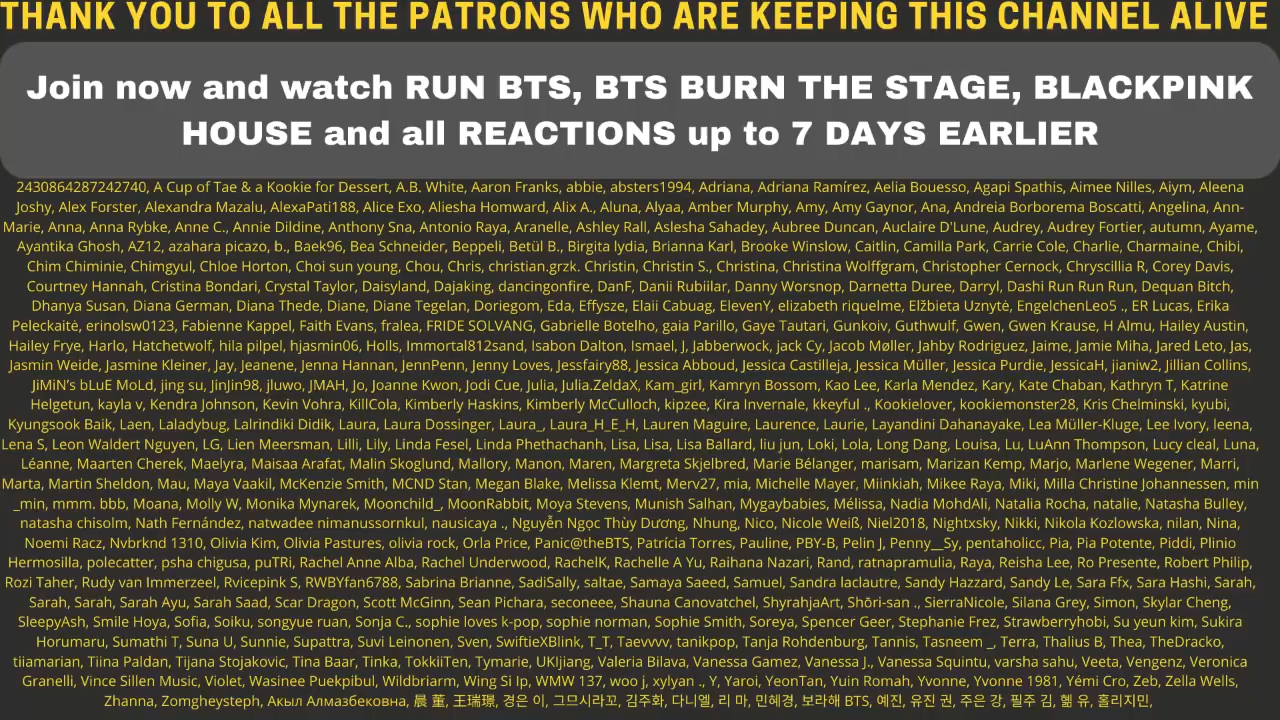 THANK YOU TO ALL THE PATRONS WHO ARE KEEPING THIS CHANNEL ALIVE
Join now and watch RUN BTS, BTS BURN THE STAGE, BLACKPINK
HOUSE and all REACTIONS up to 7 DAYS EARLIER
2430864287242740, A Cup of Tae & a Kookie for Dessert, A.B. White, Aaron Franks, abbie, absters1994, Adriana, Adriana Ramírez, Aelia Bouesso, Agapi Spathis, Aimee Nilles, Aiym, Aleena
Joshy, Alex Forster, Alexandra Mazalu, AlexaPati188, Alice Exo, Aliesha Homward, Alix A., Aluna, Alyaa, Amber Murphy, Amy, Amy Gaynor, Ana, Andreia Borborema Boscatti, Angelina, Ann-
Marie, Anna, Anna Rybke, Anne C., Annie Dildine, Anthony Sna, Antonio Raya, Aranelle, Ashley Rall, Aslesha Sahadey, Aubree Duncan, Auclaire D'Lune, Audrey, Audrey Fortier, autumn, Ayame,
Ayantika Ghosh, AZ12, azahara picazo, b., Baek96, Bea Schneider, Beppeli, Betül B., Birgita lydia, Brianna Karl, Brooke Winslow, Caitlin, Camilla Park, Carrie Cole, Charlie, Charmaine, Chibi,
Chim Chiminie, Chimgyul, Chloe Horton, Choi sun young, Chou, Chris, christian.grzk. Christin, Christin S., Christina, Christina Wolffgram, Christopher Cernock, Chryscillia R, Corey Davis,
Courtney Hannah, Cristina Bondari, Crystal Taylor, Daisyland, Dajaking, dancingonfire, DanF, Danii Rubiilar, Danny Worsnop, Darnetta Duree, Darryl, Dashi Run Run Run, Dequan Bitch,
Dhanya Susan, Diana German, Diana Thede, Diane, Diane Tegelan, Doriegom, Eda, Effysze, Elaii Cabuag, ElevenY, elizabeth riquelme, Elžbieta Uznytė, EngelchenLeo5 ., ER Lucas, Erika
Peleckaitė, erinolsw0123, Fabienne Kappel, Faith Evans, fralea, FRIDE SOLVANG, Gabrielle Botelho, gaia Parillo, Gaye Tautari, Gunkoiv, Guthwulf, Gwen, Gwen Krause, H Almu, Hailey Austin,
Hailey Frye, Harlo, Hatchetwolf, hila pilpel, hjasmin06, Holls, Immortal812sand, Isabon Dalton, Ismael, J, Jabberwock, jack Cy, Jacob Møller, Jahby Rodriguez, Jaime, Jamie Miha, Jared Leto, Jas,
Jasmin Weide, Jasmine Kleiner, Jay, Jeanene, Jenna Hannan, JennPenn, Jenny Loves, Jessfairy88, Jessica Abboud, Jessica Castilleja, Jessica Müller, Jessica Purdie, JessicaH, jianiw2, Jillian Collins,
JiMiN's bLuE MoLd, jing su, JinJin98, jluwo, JMAH, Jo, Joanne Kwon, Jodi Cue, Julia, Julia.ZeldaX, Kam_girl, Kamryn Bossom, Kao Lee, Karla Mendez, Kary, Kate Chaban, Kathryn T, Katrine
Helgetun, kayla v, Kendra Johnson, Kevin Vohra, KillCola, Kimberly Haskins, Kimberly McCulloch, kipzee, Kira Invernale, kkeyful ., Kookielover, kookiemonster28, Kris Chelminski, kyubi,
Kyungsook Baik, Laen, Laladybug, Lalrindiki Didik, Laura, Laura Dossinger, Laura_, Laura_H_E_H, Lauren Maguire, Laurence, Laurie, Layandini Dahanayake, Lea Müller-Kluge, Lee Ivory, leena,
Lena S, Leon Waldert Nguyen, LG, Lien Meersman, Lilli, Lily, Linda Fesel, Linda Phethachanh, Lisa, Lisa, Lisa Ballard, liu jun, Loki, Lola, Long Dang, Louisa, Lu, LuAnn Thompson, Lucy cleal, Luna,
Léanne, Maarten Cherek, Maelyra, Maisaa Arafat, Malin Skoglund, Mallory, Manon, Maren, Margreta Skjelbred, Marie Bélanger, marisam, Marizan Kemp, Marjo, Marlene Wegener, Marri,
Marta, Martin Sheldon, Mau, Maya Vaakil, McKenzie Smith, MCND Stan, Megan Blake, Melissa Klemt, Merv27, mia, Michelle Mayer, Miinkiah, Mikee Raya, Miki, Milla Christine Johannessen, min
_min, mmm. bbb, Moana, Molly W, Monika Mynarek, Moonchild_, MoonRabbit, Moya Stevens, Munish Salhan, Mygaybabies, Mélissa, Nadia MohdAli, Natalia Rocha, natalie, Natasha Bulley,
natasha chisolm, Nath Fernández, natwadee nimanussornkul, nausicaya ., Nguyễn Ngọc Thùy Dương, Nhung, Nico, Nicole Weiß, Niel2018, Nightxsky, Nikki, Nikola Kozlowska, nilan, Nina,
Noemi Racz, Nvbrknd 1310, Olivia Kim, Olivia Pastures, olivia rock, Orla Price, Panic@theBTS, Patrícia Torres, Pauline, PBY-B, Pelin J, Penny__Sy, pentaholicc, Pia, Pia Potente, Piddi, Plinio
Hermosilla, polecatter, psha chigusa, puTRi, Rachel Anne Alba, Rachel Underwood, RachelK, Rachelle A Yu, Raihana Nazari, Rand, ratnapramulia, Raya, Reisha Lee, Ro Presente, Robert Philip,
Rozi Taher, Rudy van Immerzeel, Rvicepink S, RWBYfan6788, Sabrina Brianne, SadiSally, saltae, Samaya Saeed, Samuel, Sandra laclautre, Sandy Hazzard, Sandy Le, Sara Ffx, Sara Hashi, Sarah,
Sarah, Sarah, Sarah Ayu, Sarah Saad, Scar Dragon, Scott McGinn, Sean Pichara, seconeee, Shauna Canovatchel, ShyrahjaArt, Shōri-san ., SierraNicole, Silana Grey, Simon, Skylar Cheng,
SleepyAsh, Smile Hoya, Sofia, Soiku, songyue ruan, Sonja C., sophie loves k-pop, sophie norman, Sophie Smith, Soreya, Spencer Geer, Stephanie Frez, Strawberryhobi, Su yeun kim, Sukira
Horumaru, Sumathi T, Suna U, Sunnie, Supattra, Suvi Leinonen, Sven, SwiftieXBlink, T_T, Taevvvv, tanikpop, Tanja Rohdenburg, Tannis, Tasneem _, Terra, Thalius B, Thea, TheDracko,
tiiamarian, Tiina Paldan, Tijana Stojakovic, Tina Baar, Tinka, TokkiiTen, Tymarie, UKIjiang, Valeria Bilava, Vanessa Gamez, Vanessa J., Vanessa Squintu, varsha sahu, Veeta, Vengenz, Veronica
Granelli, Vince Sillen Music, Violet, Wasinee Puekpibul, Wildbriarm, Wing Si Ip, WMW 137, woo j, xylyan ., Y, Yaroi, YeonTan, Yuin Romah, Yvonne, Yvonne 1981, Yémi Cro, Zeb, Zella Wells,
Zhanna, Zomgheysteph, Акыл Алмазбековна, 晨 董, 王瑞璟, 경은 이, 그므시라꼬, 김주화, 다니엘, 리 마, 민혜경, 보라해 BTS, 예진, 유진 권, 주은 강, 필주 김, 혦 유, 홀리지민,